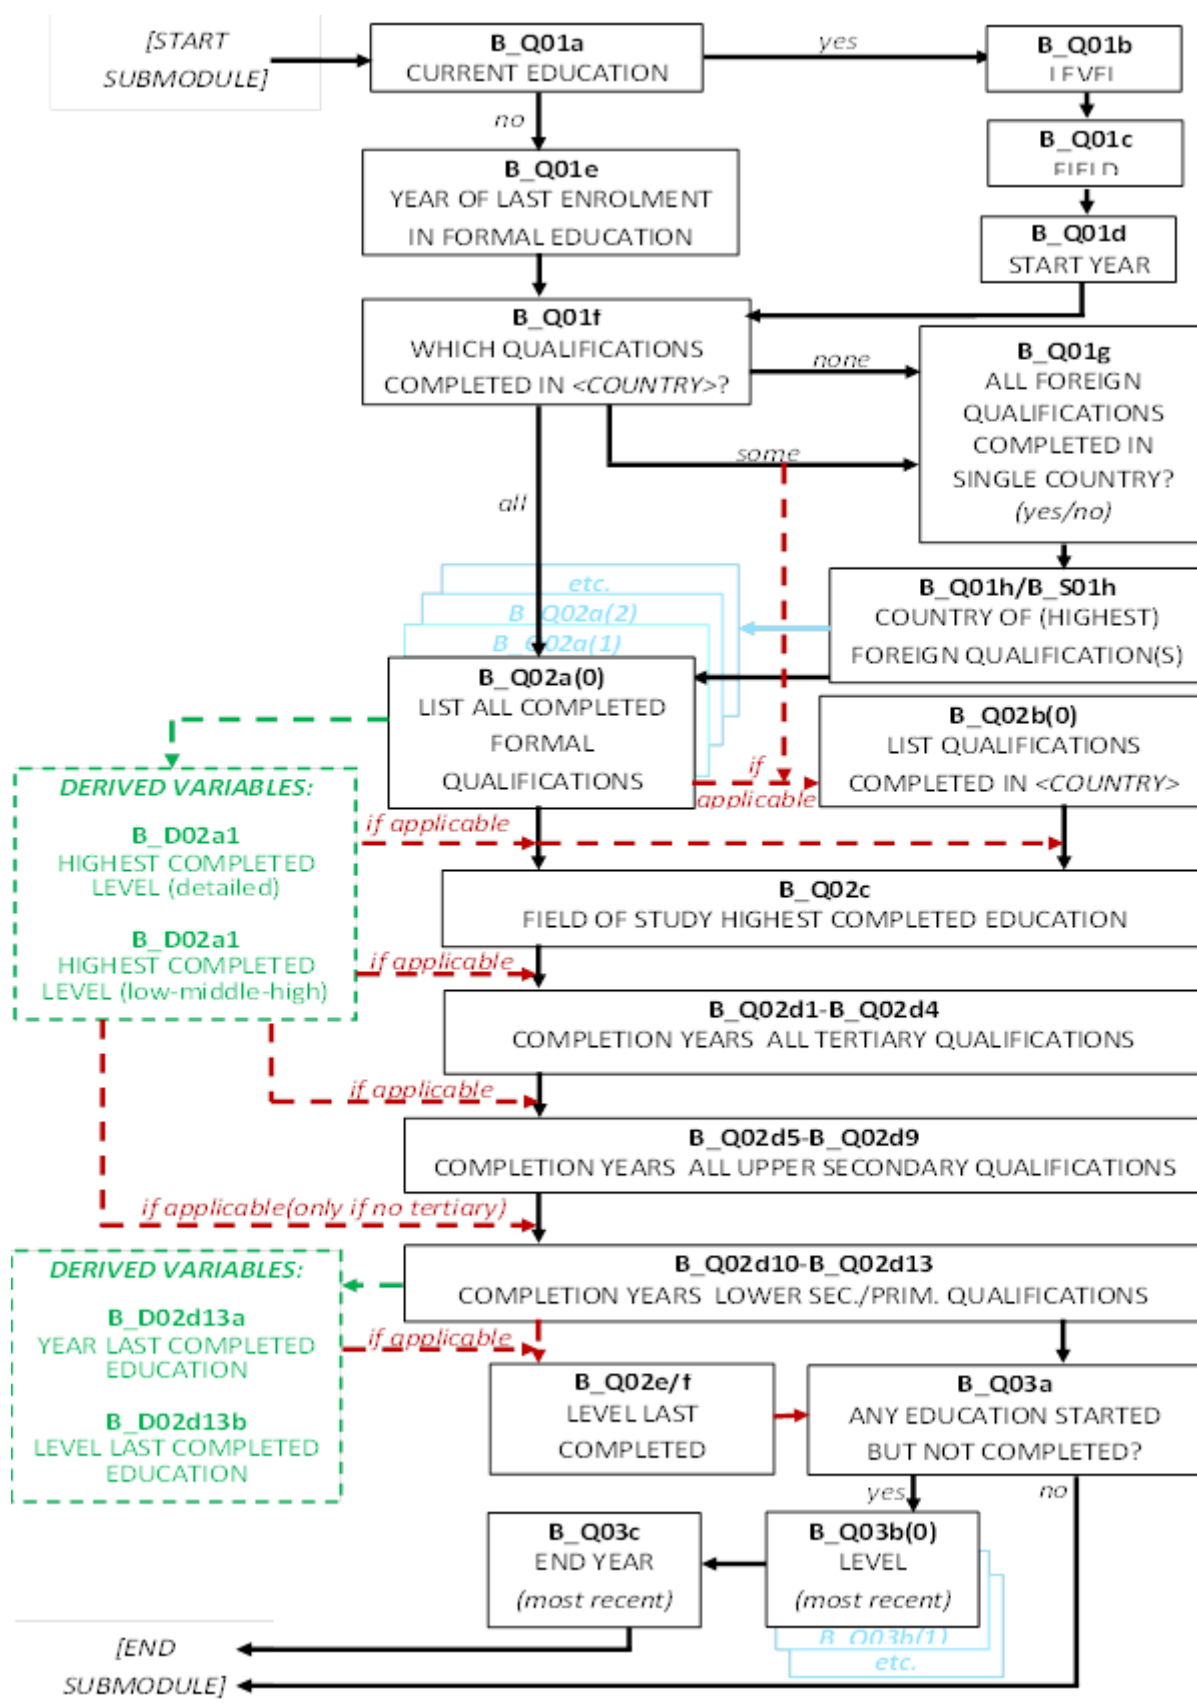 [START
SUBMODULE]
B_Q01a
CURRENT EDUCATION
yes
B_Q01b
LEVEL
no
B_Q01c
FIELD
B_Q01e
YEAR OF LAST ENROLMENT
IN FORMAL EDUCATION
B_Q01d
START YEAR
B_Q01f
WHICH QUALIFICATIONS
COMPLETED IN <COUNTRY>?
none
some
all
B_Q01g
ALL FOREIGN
QUALIFICATIONS
COMPLETED IN
SINGLE COUNTRY?
(yes/no)
etc.
B_Q02a(2)
B_Q02a(1)
B_Q01h/B_S01h
COUNTRY OF (HIGHEST)
FOREIGN QUALIFICATION(S)
B_Q02a(0)
LIST ALL COMPLETED
FORMAL
QUALIFICATIONS
if
applicable
B_Q02b(0)
LIST QUALIFICATIONS
COMPLETED IN <COUNTRY>
DERIVED VARIABLES:
B_D02a1
HIGHEST COMPLETED
LEVEL (detailed)
B_D02a1
HIGHEST COMPLETED
LEVEL (low-middle-high)
if applicable
B_Q02c
FIELD OF STUDY HIGHEST COMPLETED EDUCATION
if applicable
B_Q02d1-B_Q02d4
COMPLETION YEARS ALL TERTIARY QUALIFICATIONS
if applicable
B_Q02d5-B_Q02d9
COMPLETION YEARS ALL UPPER SECONDARY QUALIFICATIONS
if applicable(only if no tertiary)
B_Q02d10-B_Q02d13
COMPLETION YEARS LOWER SEC./PRIM. QUALIFICATIONS
DERIVED VARIABLES:
B_D02d13a
YEAR LAST COMPLETED
EDUCATION
B_D02d13b
LEVEL LAST COMPLETED
EDUCATION
if applicable
B_Q02e/f
LEVEL LAST
COMPLETED
B_Q03a
ANY EDUCATION STARTED
BUT NOT COMPLETED?
yes
no
B_Q03c
END YEAR
(most recent)
B_Q03b(0)
LEVEL
(most recent)
B_Q03b(1)
etc.
[END
SUBMODULE]